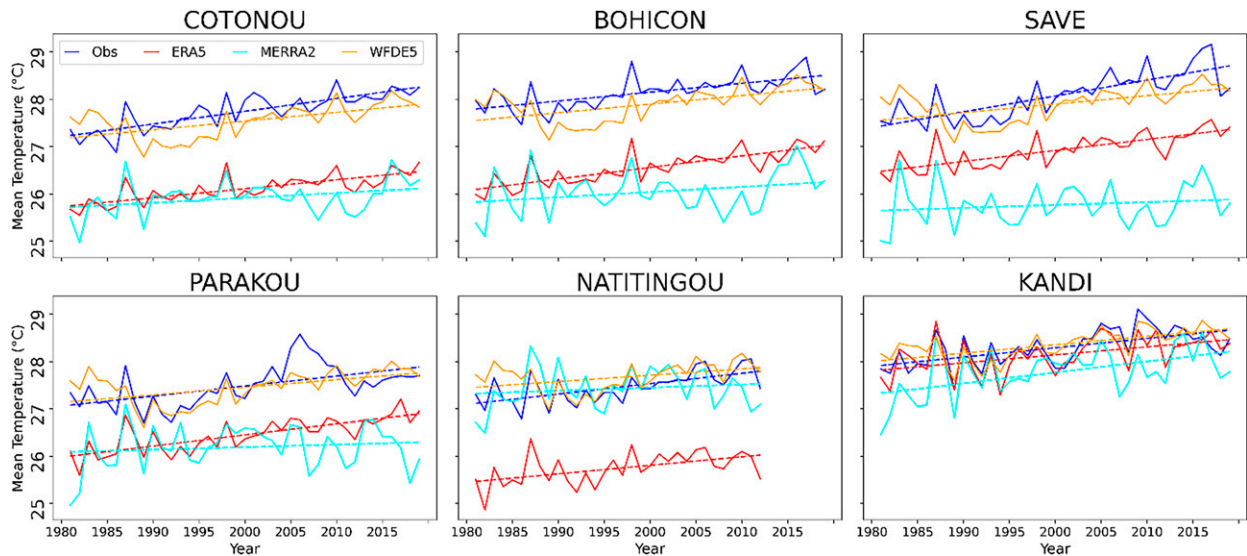 COTONOU
BOHICON
SAVE
Obs ERA5 MERRA2 WFDE5
Mean Temperature (°C)
29
28
27
26
25
PARAKOU
NATITINGOU
KANDI
Mean Temperature (°C)
29
28
27
26
25
1980 1985 1990 1995 2000 2005 2010 2015
1980 1985 1990 1995 2000 2005 2010 2015
1980 1985 1990 1995 2000 2005 2010 2015
Year
Year
Year